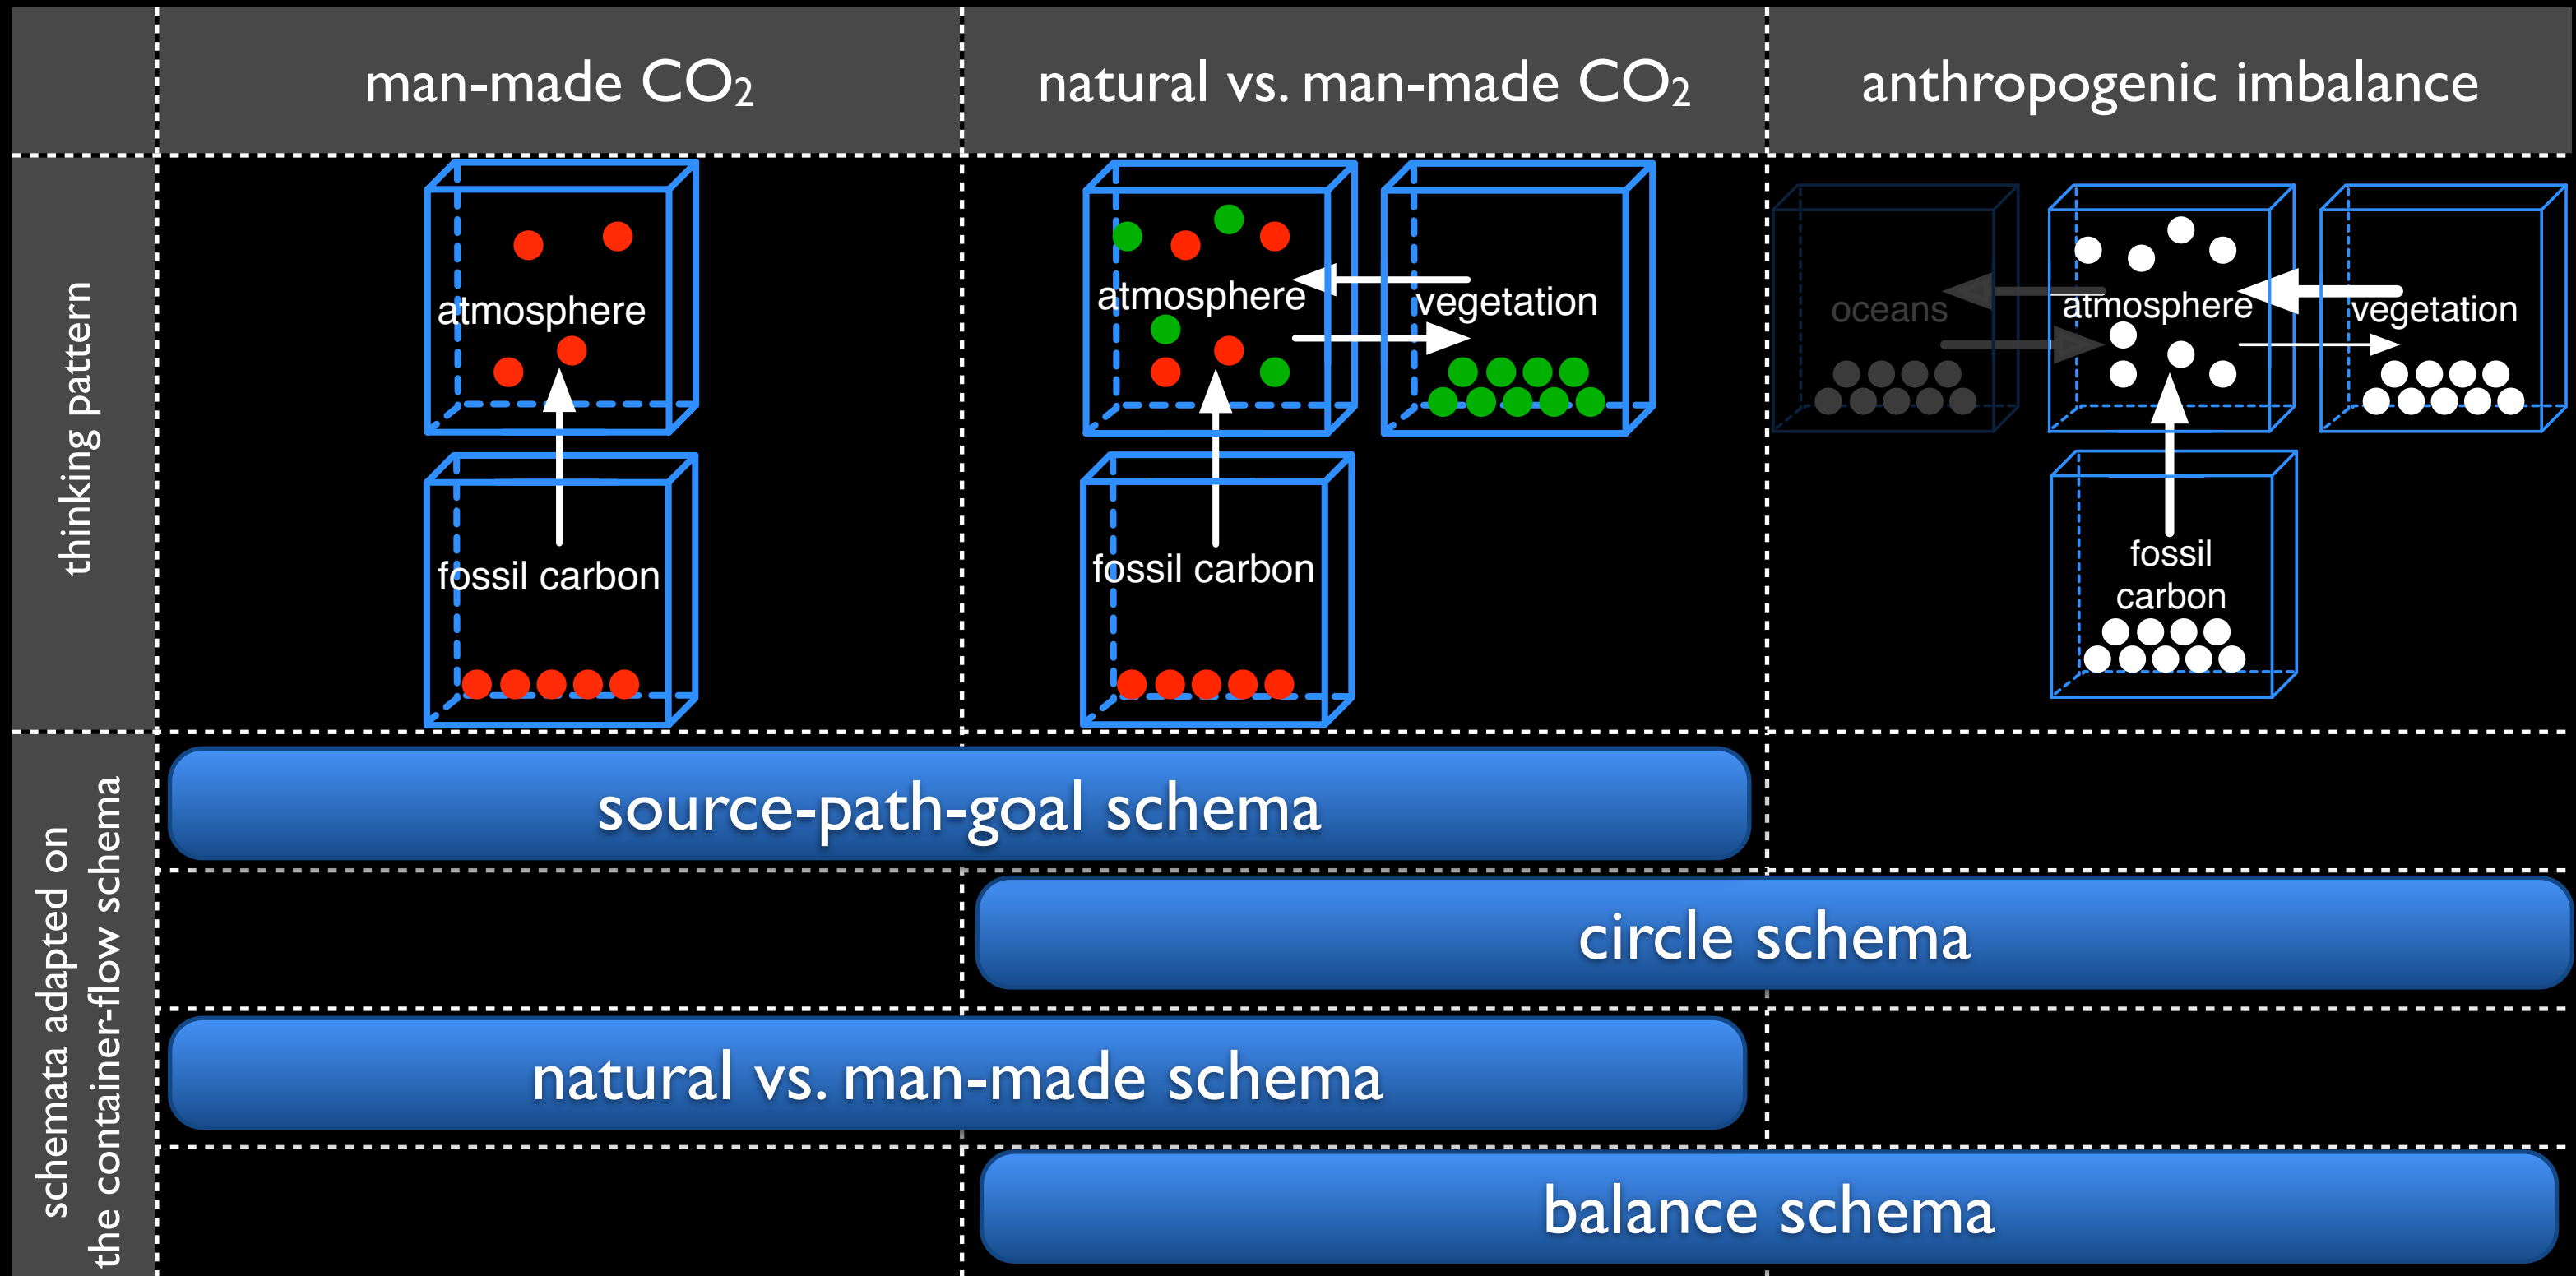 man-made CO₂
natural vs. man-made CO₂
anthropogenic imbalance
thinking pattern
atmosphere
fossil carbon
atmosphere
vegetation
fossil carbon
oceans
atmosphere
vegetation
fossil
carbon
schemata adapted on
the container-flow schema
source-path-goal schema
circle schema
natural vs. man-made schema
balance schema